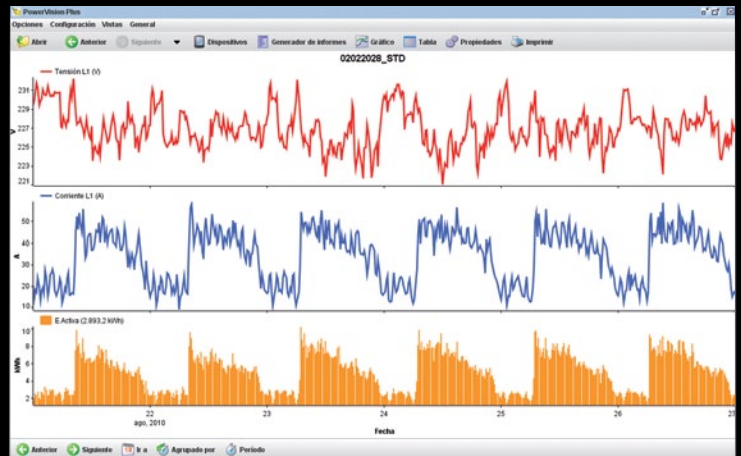 PowerVision Plus
Opciones Configuración Vistas General
Abrir Anterior Siguiente Dispositivos Generador de informes Gráfico Tabla Propiedades Imprimir
02022028_STD
Tensión L1 (V)
231
229
227
225
223
221
V
Corriente L1 (A)
50
40
30
20
10
A
E.Activa (2.893,2 kWh)
10
8
6
4
2
kWh
22 23 24 25 26 27
ago, 2010
Fecha
Anterior Siguiente Ir a Agrupado por Período